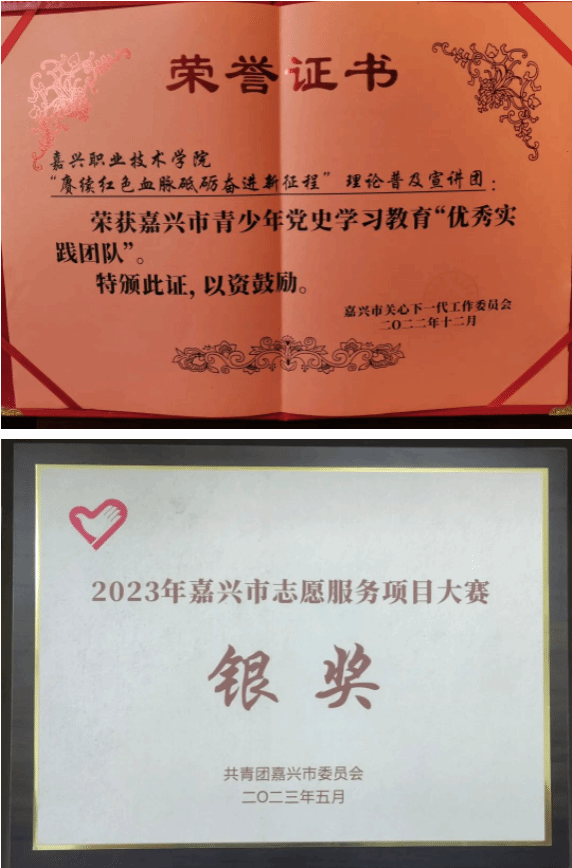 荣誉证书
嘉兴职业技术学院
“赓续红色血脉砥砺奋进新征程”理论普及宣讲团：
荣获嘉兴市青少年党史学习教育“优秀实
践团队”。
特颁此证，以资鼓励。
嘉兴市关心下一代工作委员会
二〇二二年十二月
2023年嘉兴市志愿服务项目大赛
银奖
共青团嘉兴市委员会
二〇二三年五月